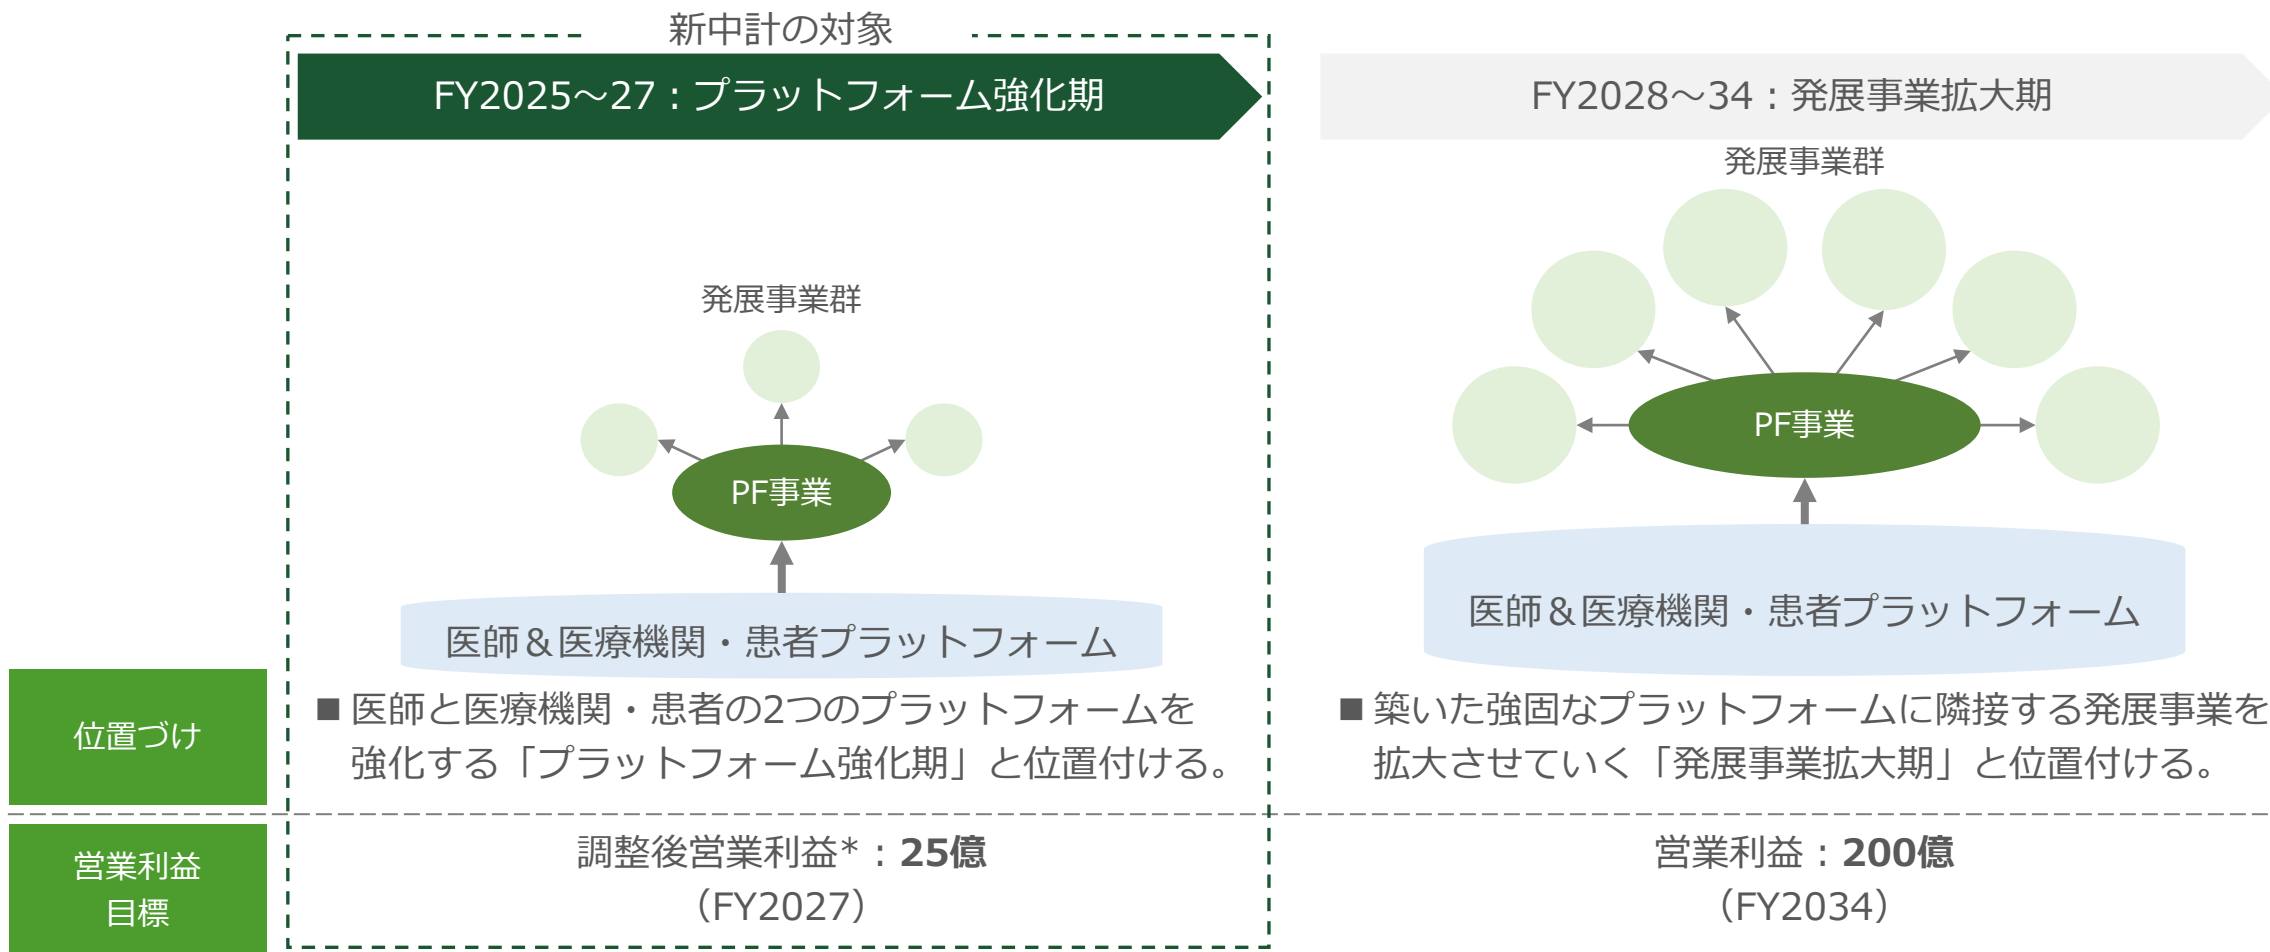 新中計の対象
FY2025～27：プラットフォーム強化期
発展事業群
PF事業
医師＆医療機関・患者プラットフォーム
FY2028～34：発展事業拡大期
発展事業群
PF事業
医師＆医療機関・患者プラットフォーム
位置づけ
■ 医師と医療機関・患者の2つのプラットフォームを
強化する「プラットフォーム強化期」と位置付ける。
■ 築いた強固なプラットフォームに隣接する発展事業を
拡大させていく「発展事業拡大期」と位置付ける。
営業利益
目標
調整後営業利益*：25億
（FY2027）
営業利益：200億
（FY2034）